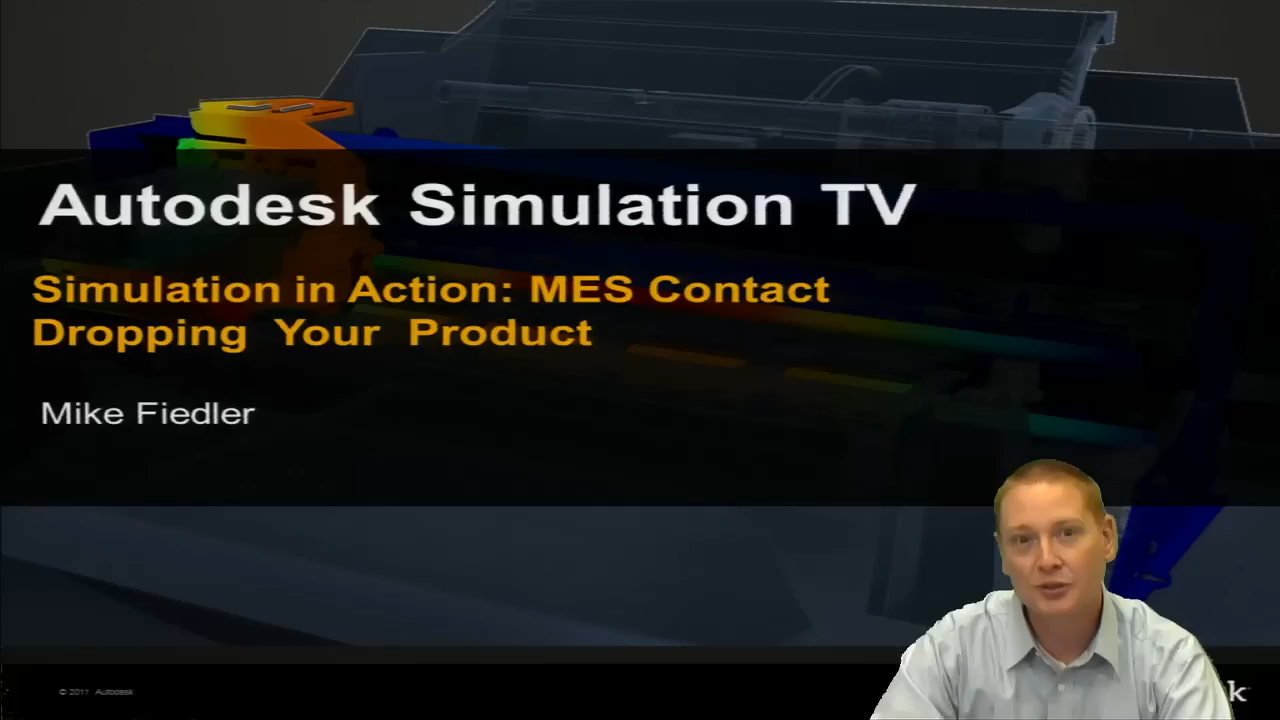 Autodesk Simulation TV
Simulation in Action: MES Contact
Dropping Your Product
Mike Fiedler
© 2011 Autodesk
k